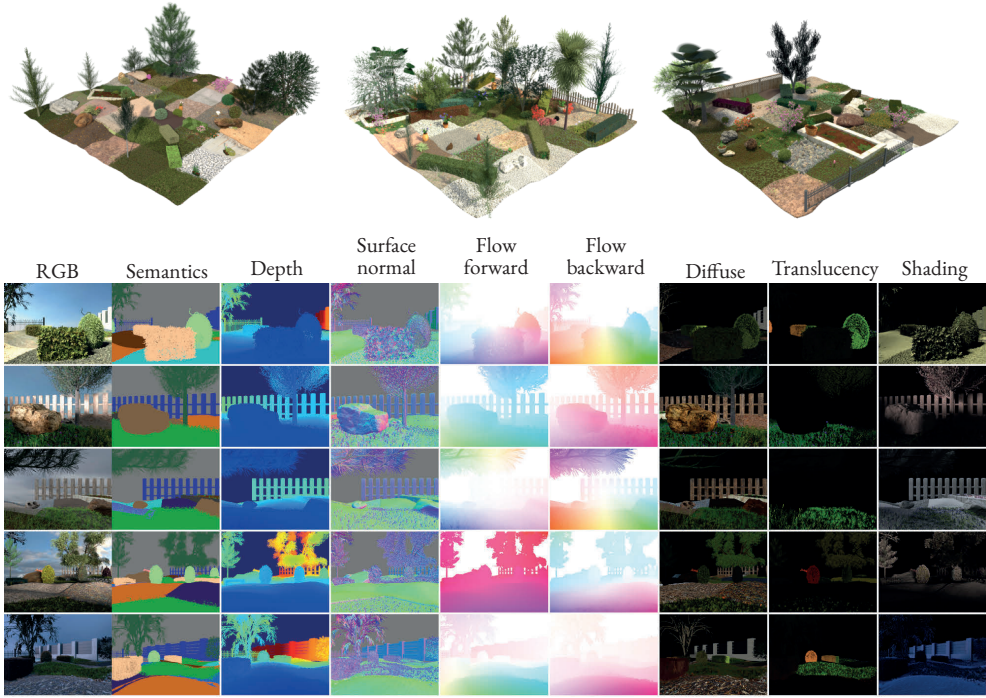 RGB
Semantics
Depth
Surface
normal
Flow
forward
Flow
backward
Diffuse
Translucency
Shading